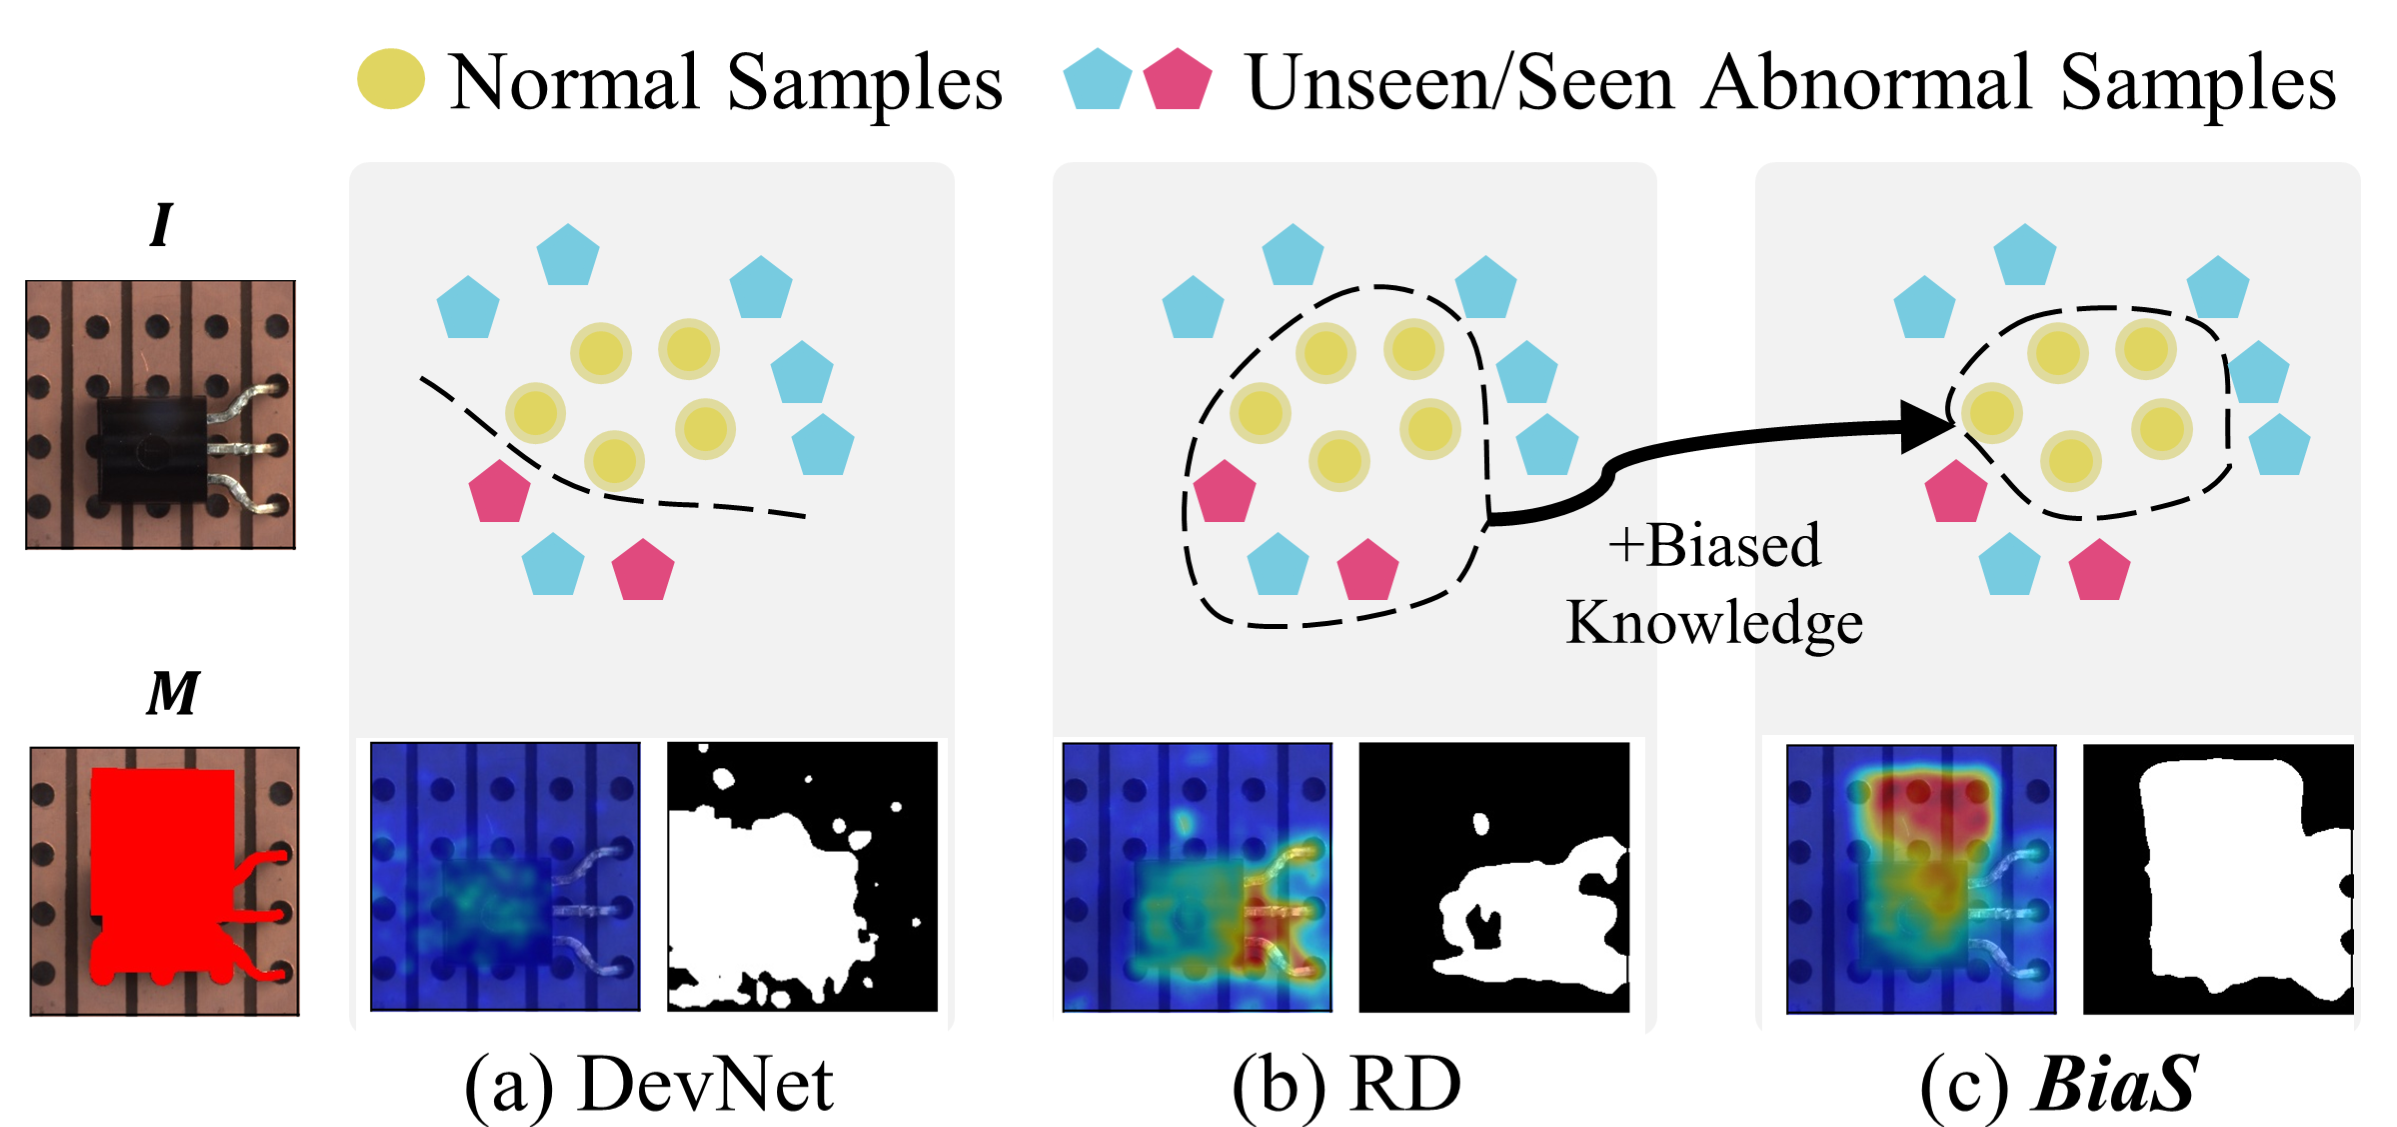 Normal Samples
Unseen/Seen Abnormal Samples
I
M
+Biased
Knowledge
(a) DevNet
(b) RD
(c) BiaS